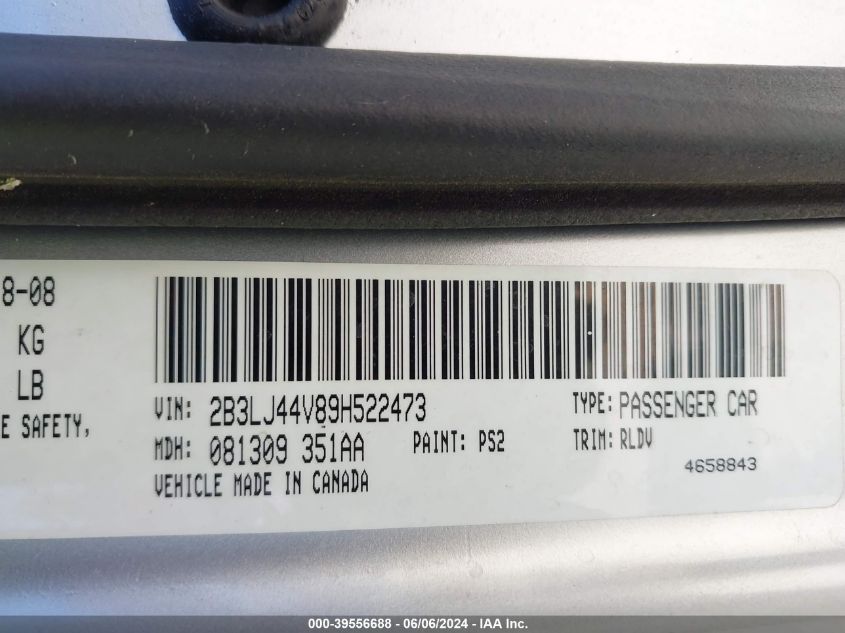 8-08
KG
LB
E SAFETY,
VIN: 2B3LJ44V89H522473 TYPE: PASSENGER CAR
MDH: 081309 351AA PAINT: PS2 TRIM: RLDV
VEHICLE MADE IN CANADA 4658843
000-39556688 - 06/06/2024 - IAA Inc.